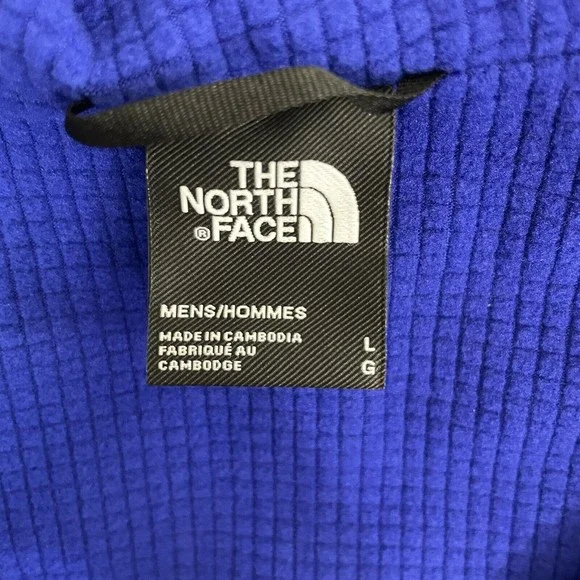 THE
NORTH
® FACE
MENS/HOMMES
MADE IN CAMBODIA
FABRIQUÉ AU
CAMBODGE
L
G